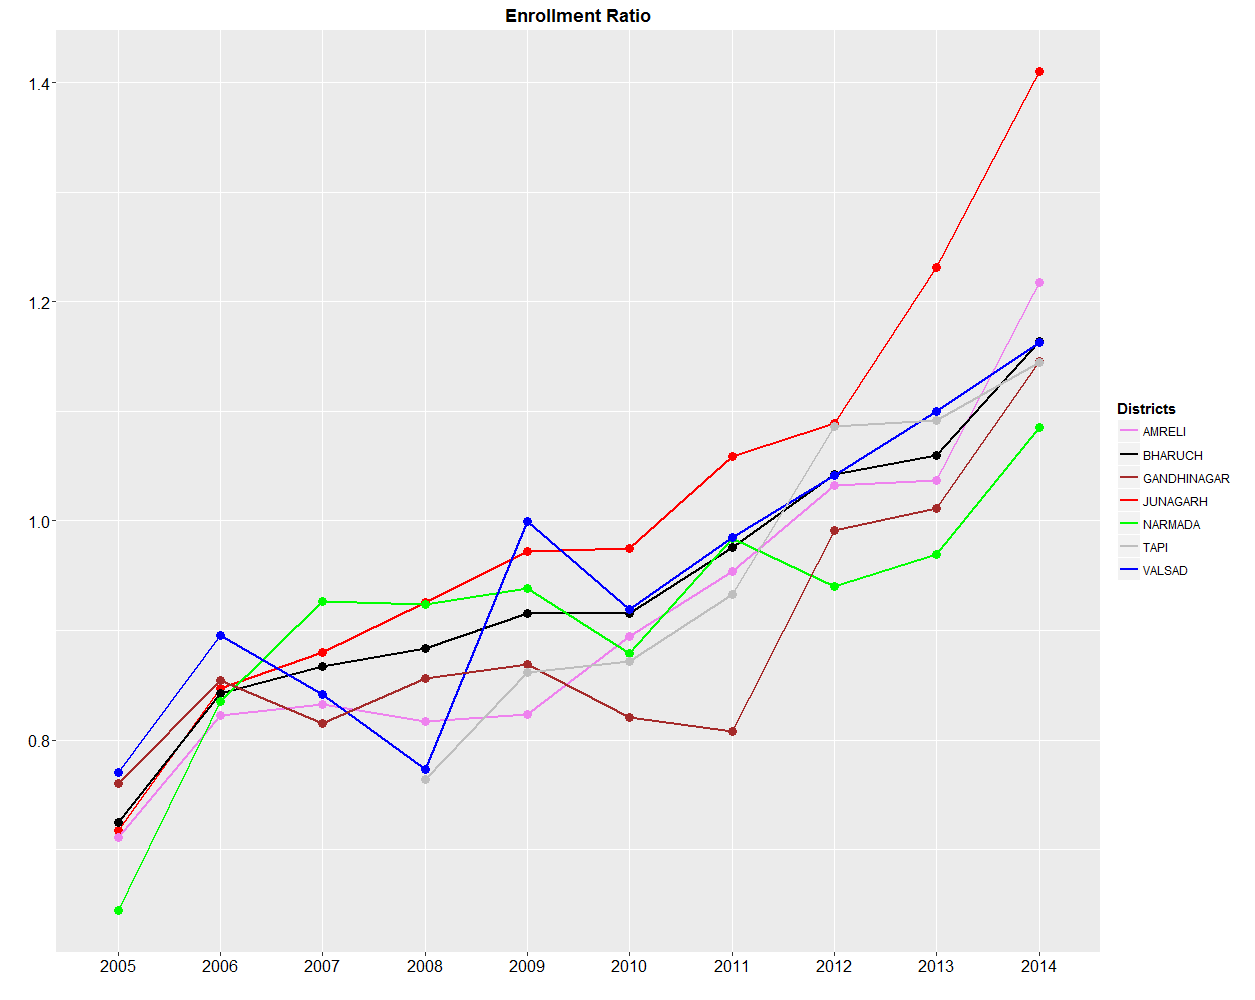 Enrollment Ratio
1.4
1.2
1.0
0.8
2005 2006 2007 2008 2009 2010 2011 2012 2013 2014
Districts
AMRELI
BHARUCH
GANDHINAGAR
JUNAGARH
NARMADA
TAPI
VALSAD